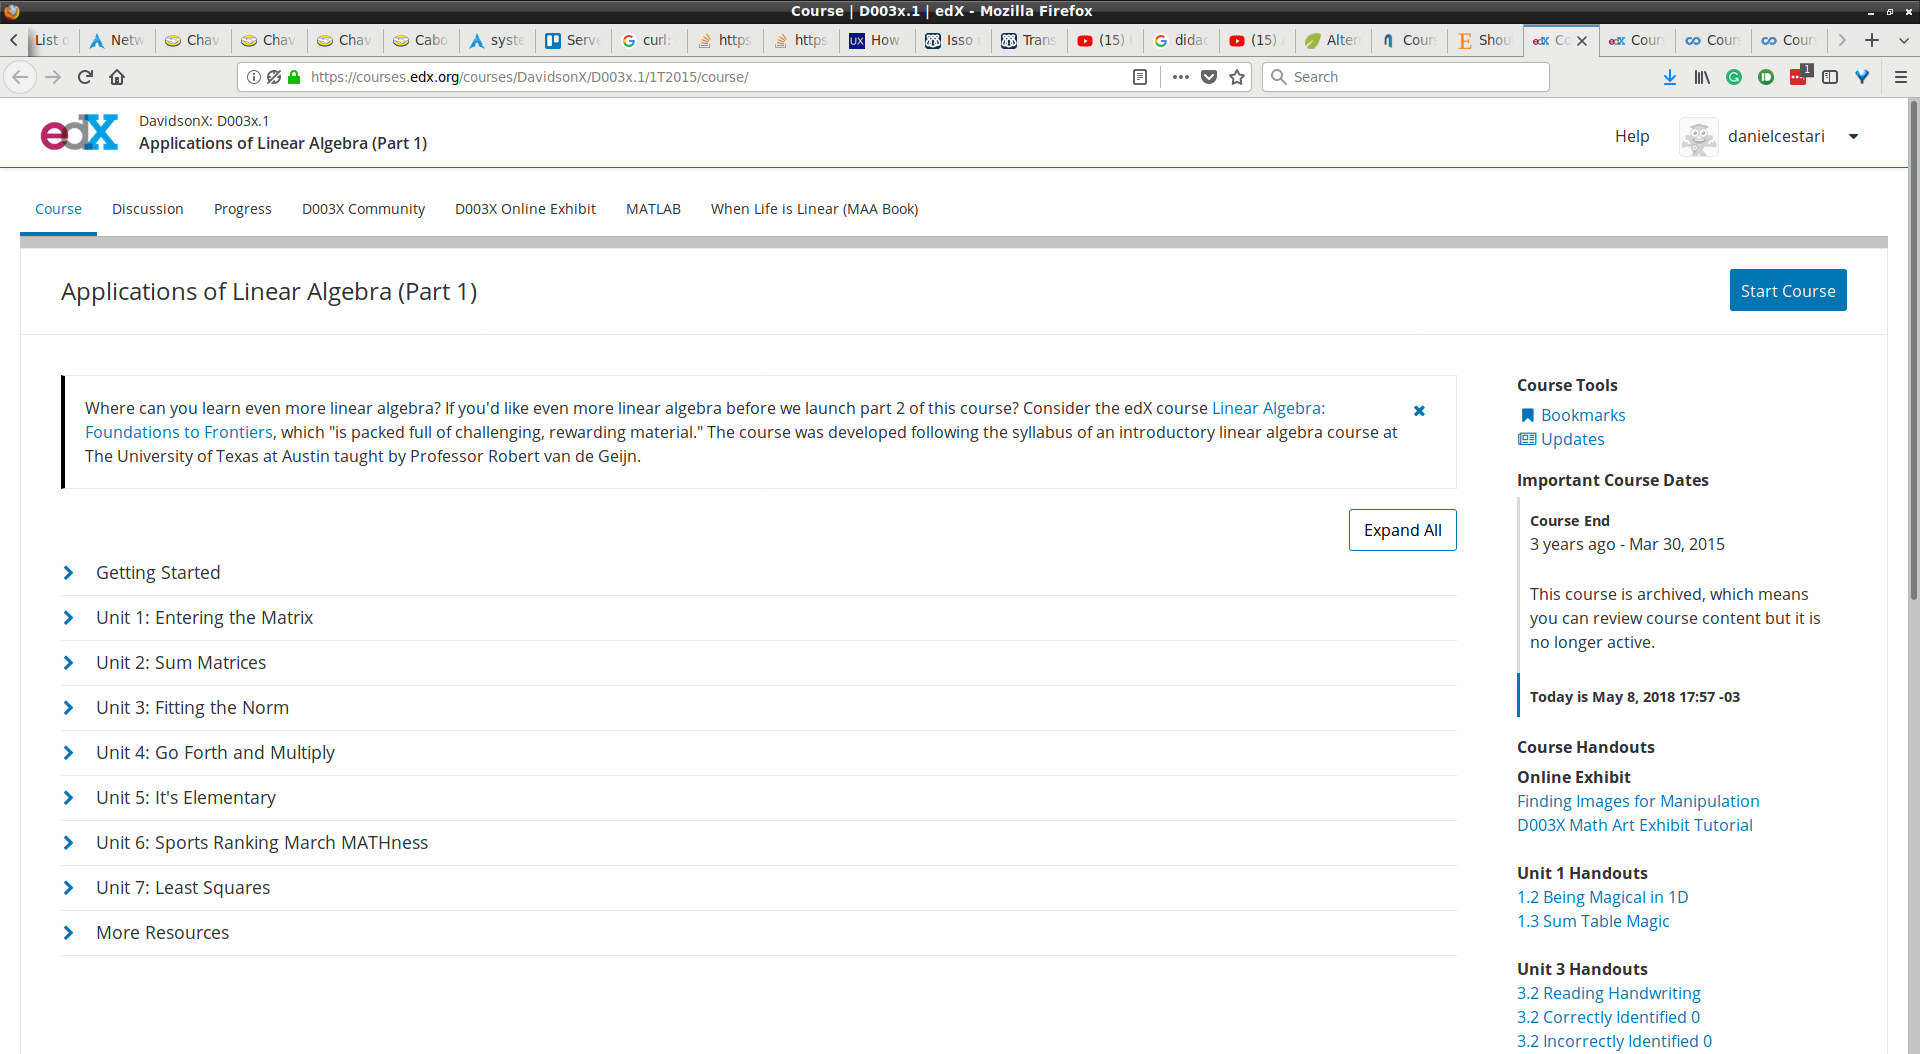 Course | D003x.1 | edX - Mozilla Firefox
List o
Netw
Chav
Chav
Chav
Cabo
syste
Serve
curl:
https
https
UX How
Isso r
Trans
(15)
didac
(15)
Alter
Cours
Shou
edX Co
edX Cours
Cours
Cours
https://courses.edx.org/courses/DavidsonX/D003x.1/1T2015/course/
Search
1
edX
DavidsonX: D003x.1
Applications of Linear Algebra (Part 1)
Help
danielcestari
Course
Discussion
Progress
D003X Community
D003X Online Exhibit
MATLAB
When Life is Linear (MAA Book)
Applications of Linear Algebra (Part 1)
Start Course
Where can you learn even more linear algebra? If you'd like even more linear algebra before we launch part 2 of this course? Consider the edX course Linear Algebra:
Foundations to Frontiers, which "is packed full of challenging, rewarding material." The course was developed following the syllabus of an introductory linear algebra course at
The University of Texas at Austin taught by Professor Robert van de Geijn.
Expand All
Getting Started
Unit 1: Entering the Matrix
Unit 2: Sum Matrices
Unit 3: Fitting the Norm
Unit 4: Go Forth and Multiply
Unit 5: It's Elementary
Unit 6: Sports Ranking March MATHness
Unit 7: Least Squares
More Resources
Course Tools
Bookmarks
Updates
Important Course Dates
Course End
3 years ago - Mar 30, 2015
This course is archived, which means
you can review course content but it is
no longer active.
Today is May 8, 2018 17:57 -03
Course Handouts
Online Exhibit
Finding Images for Manipulation
D003X Math Art Exhibit Tutorial
Unit 1 Handouts
1.2 Being Magical in 1D
1.3 Sum Table Magic
Unit 3 Handouts
3.2 Reading Handwriting
3.2 Correctly Identified 0
3.2 Incorrectly Identified 0